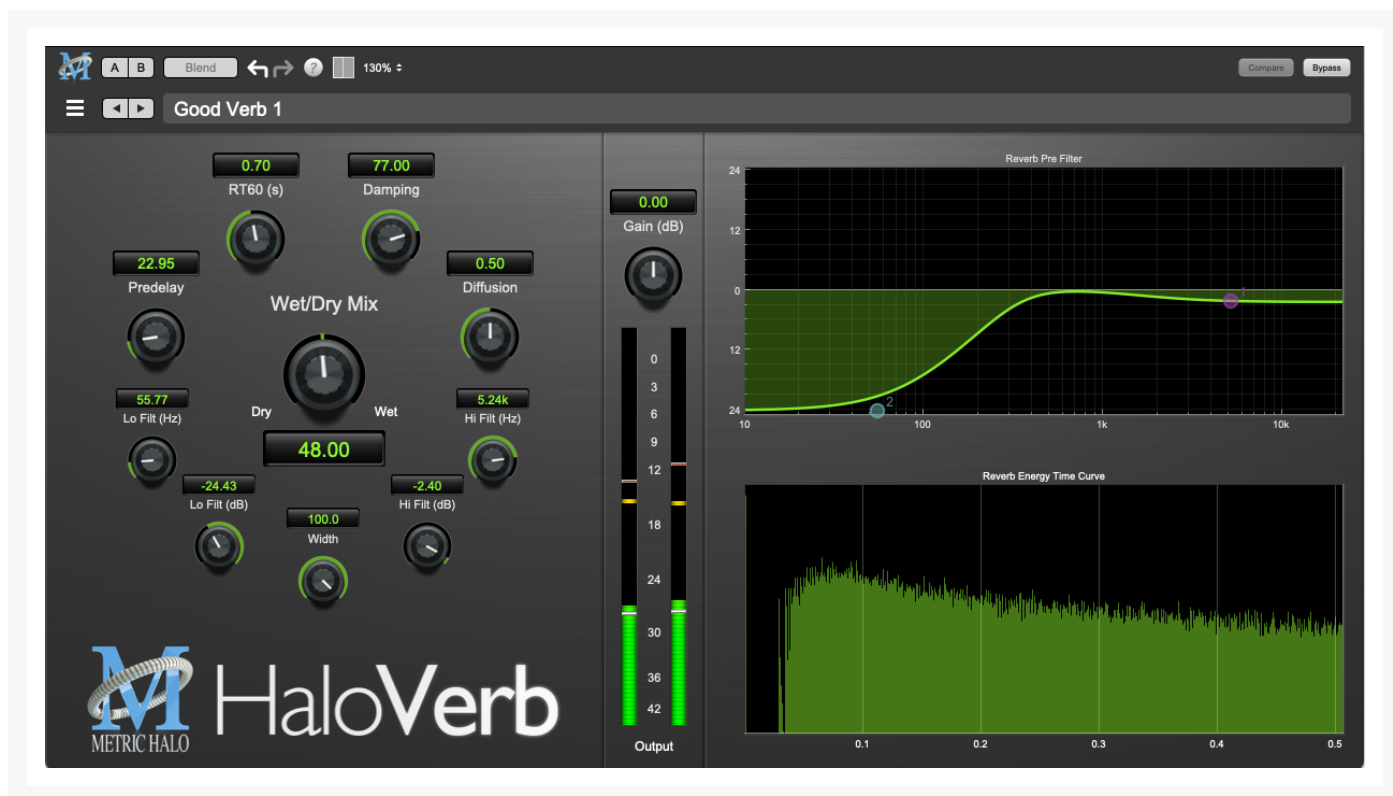 A B Blend ? 130% Compare Bypass
Good Verb 1
0.70 77.00
RT60 (s) Damping
22.95 0.50
Predelay Diffusion
Wet/Dry Mix
55.77 5.24k
Lo Filt (Hz) Dry Wet Hi Filt (Hz)
48.00
-24.43 -2.40
Lo Filt (dB) Hi Filt (dB)
100.0
Width
M
METRIC HALO
HaloVerb
0.00
Gain (dB)
0
3
6
9
12
18
24
30
36
42
Output
Reverb Pre Filter
24
12
0
12
24
1
2
10 100 1k 10k
Reverb Energy Time Curve
0.1 0.2 0.3 0.4 0.5